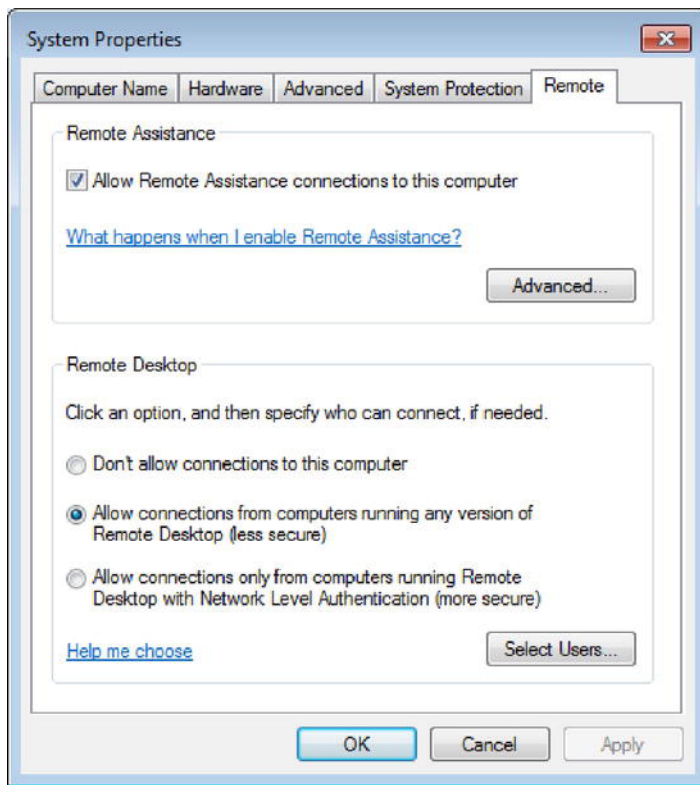 System Properties
Computer Name Hardware Advanced System Protection Remote
Remote Assistance
Allow Remote Assistance connections to this computer
What happens when I enable Remote Assistance?
Advanced...
Remote Desktop
Click an option, and then specify who can connect, if needed.
Don't allow connections to this computer
Allow connections from computers running any version of
Remote Desktop (less secure)
Allow connections only from computers running Remote
Desktop with Network Level Authentication (more secure)
Help me choose
Select Users...
OK Cancel Apply